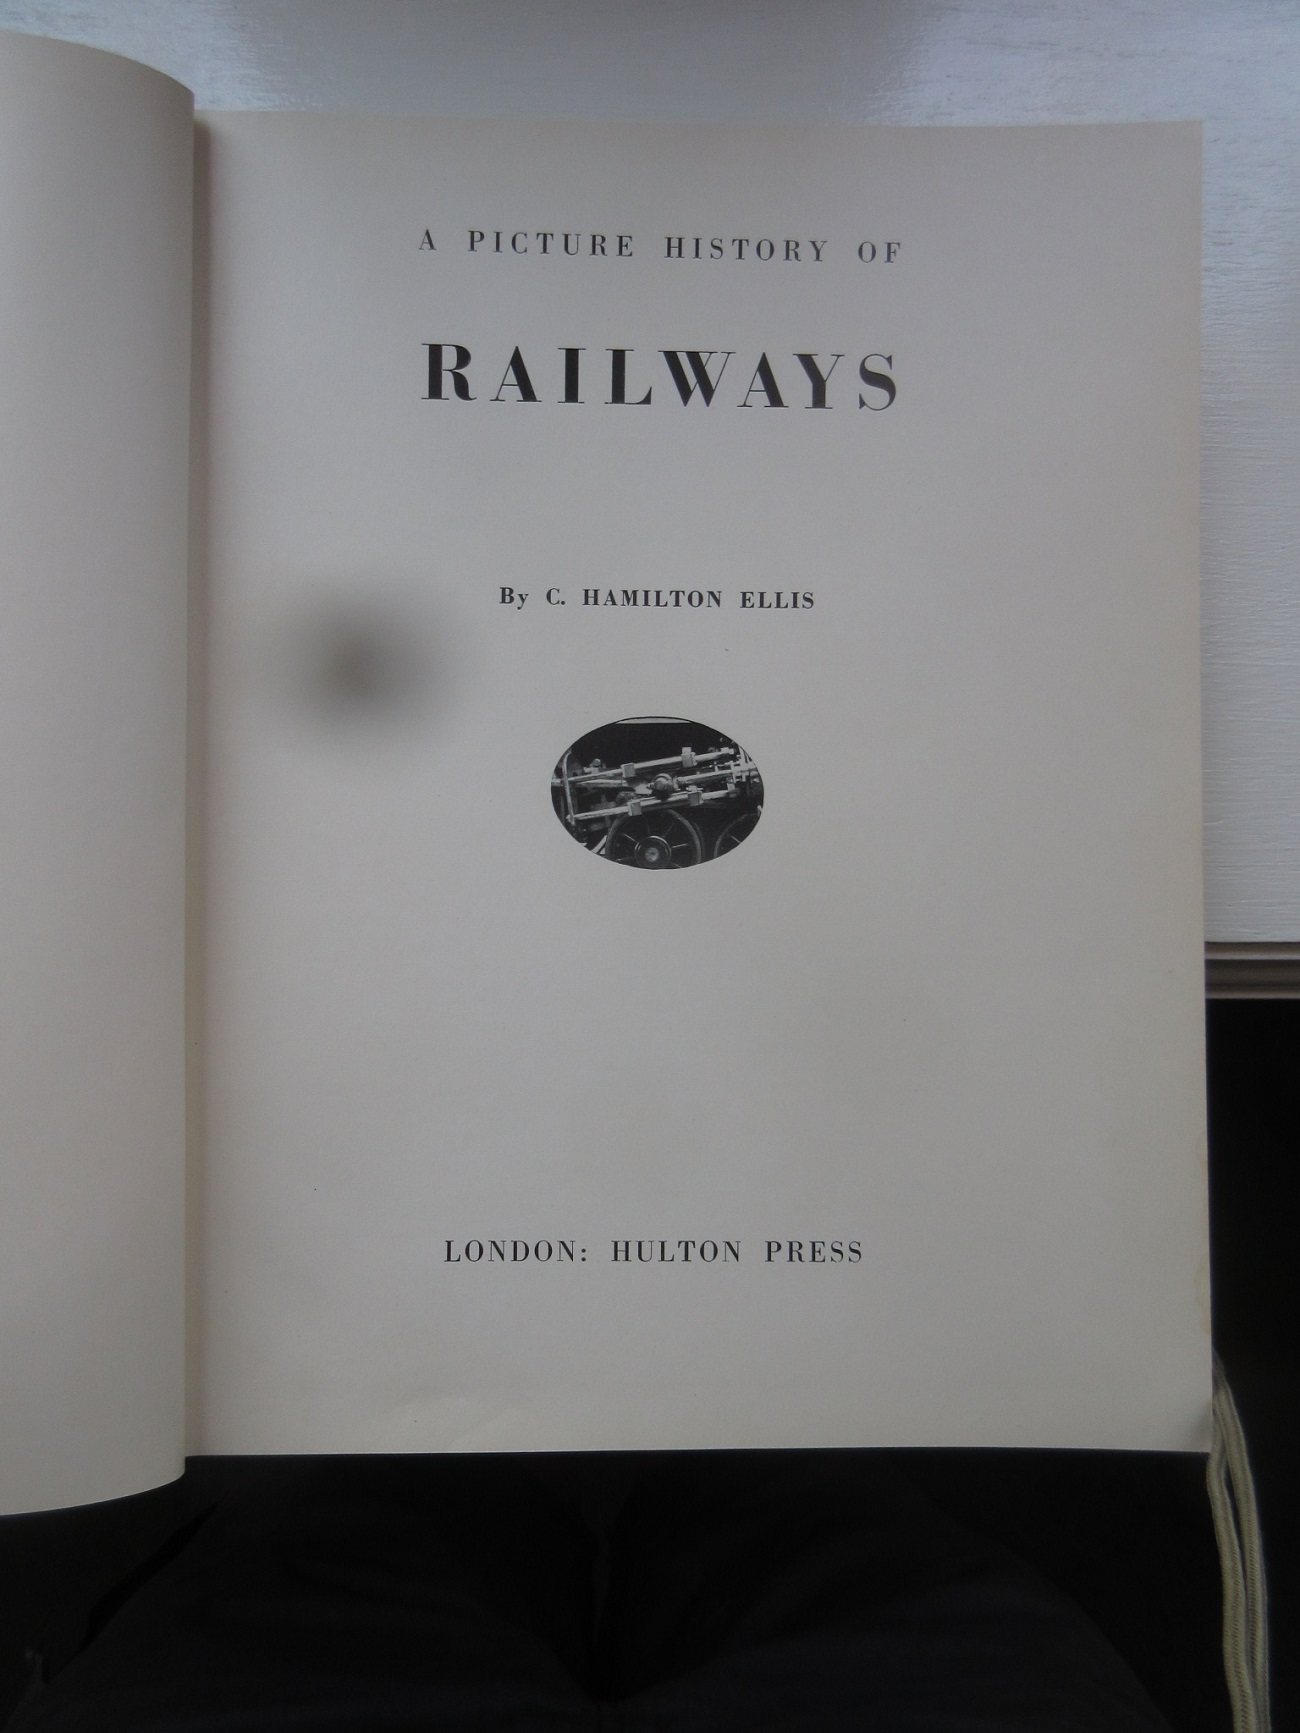 A PICTURE HISTORY OF
RAILWAYS
By C. HAMILTON ELLIS
LONDON: HULTON PRESS